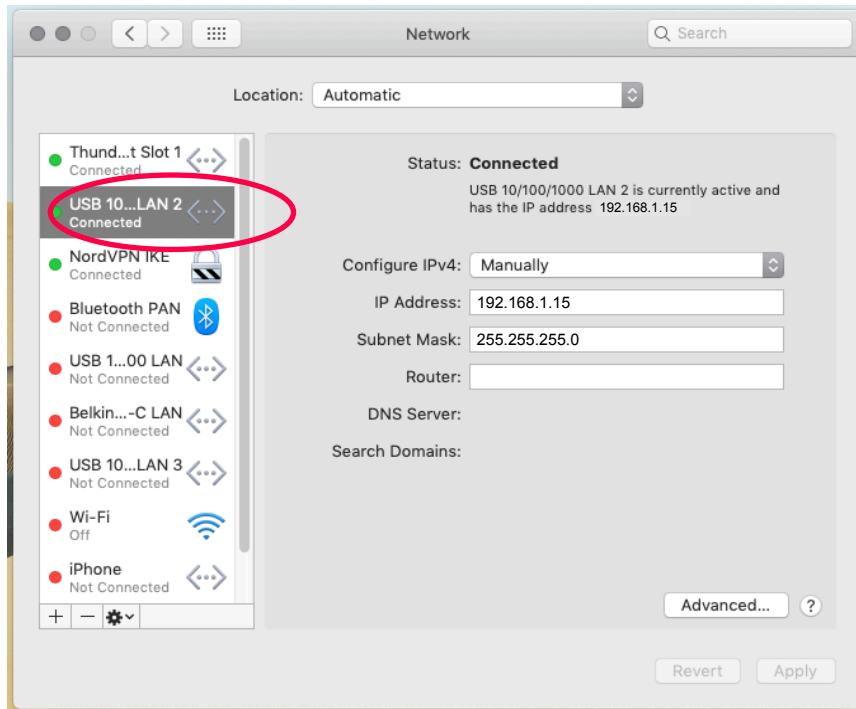 Network
Search
Location: Automatic
Thund...t Slot 1
Connected
USB 10...LAN 2
Connected
NordVPN IKE
Connected
Bluetooth PAN
Not Connected
USB 1...00 LAN
Not Connected
Belkin...-C LAN
Not Connected
USB 10...LAN 3
Not Connected
Wi-Fi
Off
iPhone
Not Connected
Status: Connected
USB 10/100/1000 LAN 2 is currently active and
has the IP address 192.168.1.15
Configure IPv4: Manually
IP Address: 192.168.1.15
Subnet Mask: 255.255.255.0
Router:
DNS Server:
Search Domains:
Advanced... ?
Revert Apply